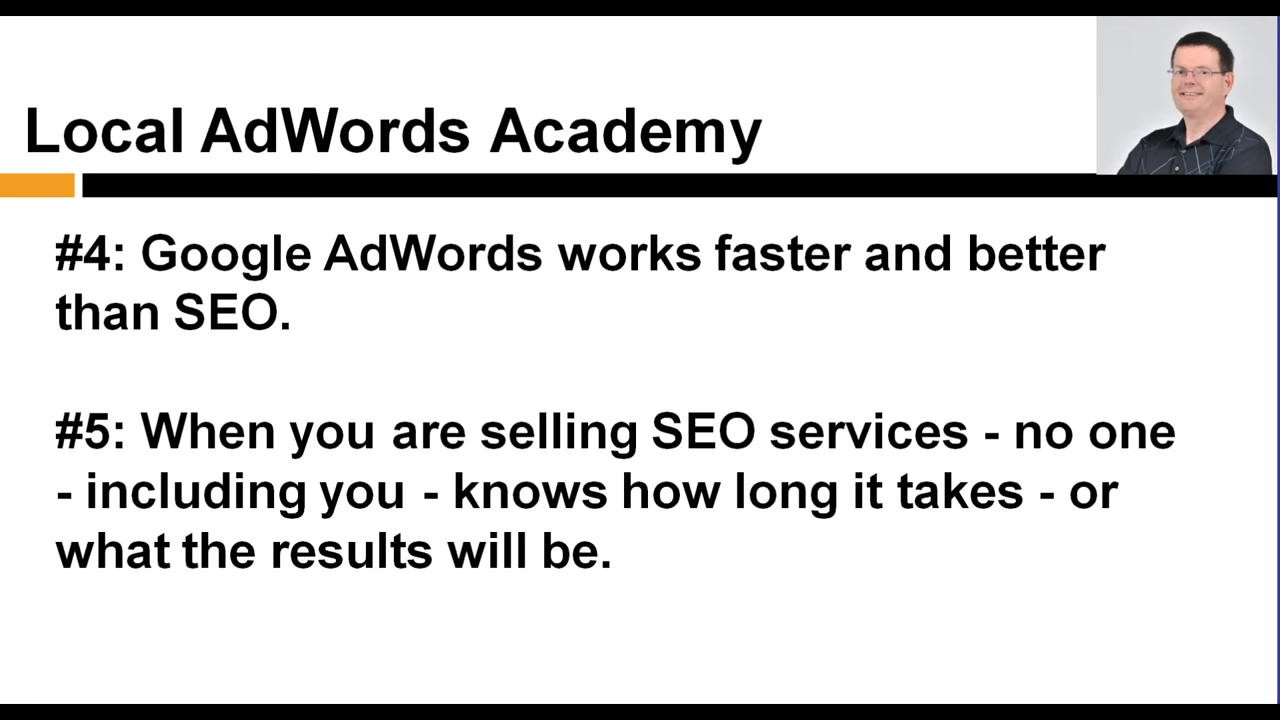 Local AdWords Academy
#4: Google AdWords works faster and better
than SEO.
#5: When you are selling SEO services - no one
- including you - knows how long it takes - or
what the results will be.